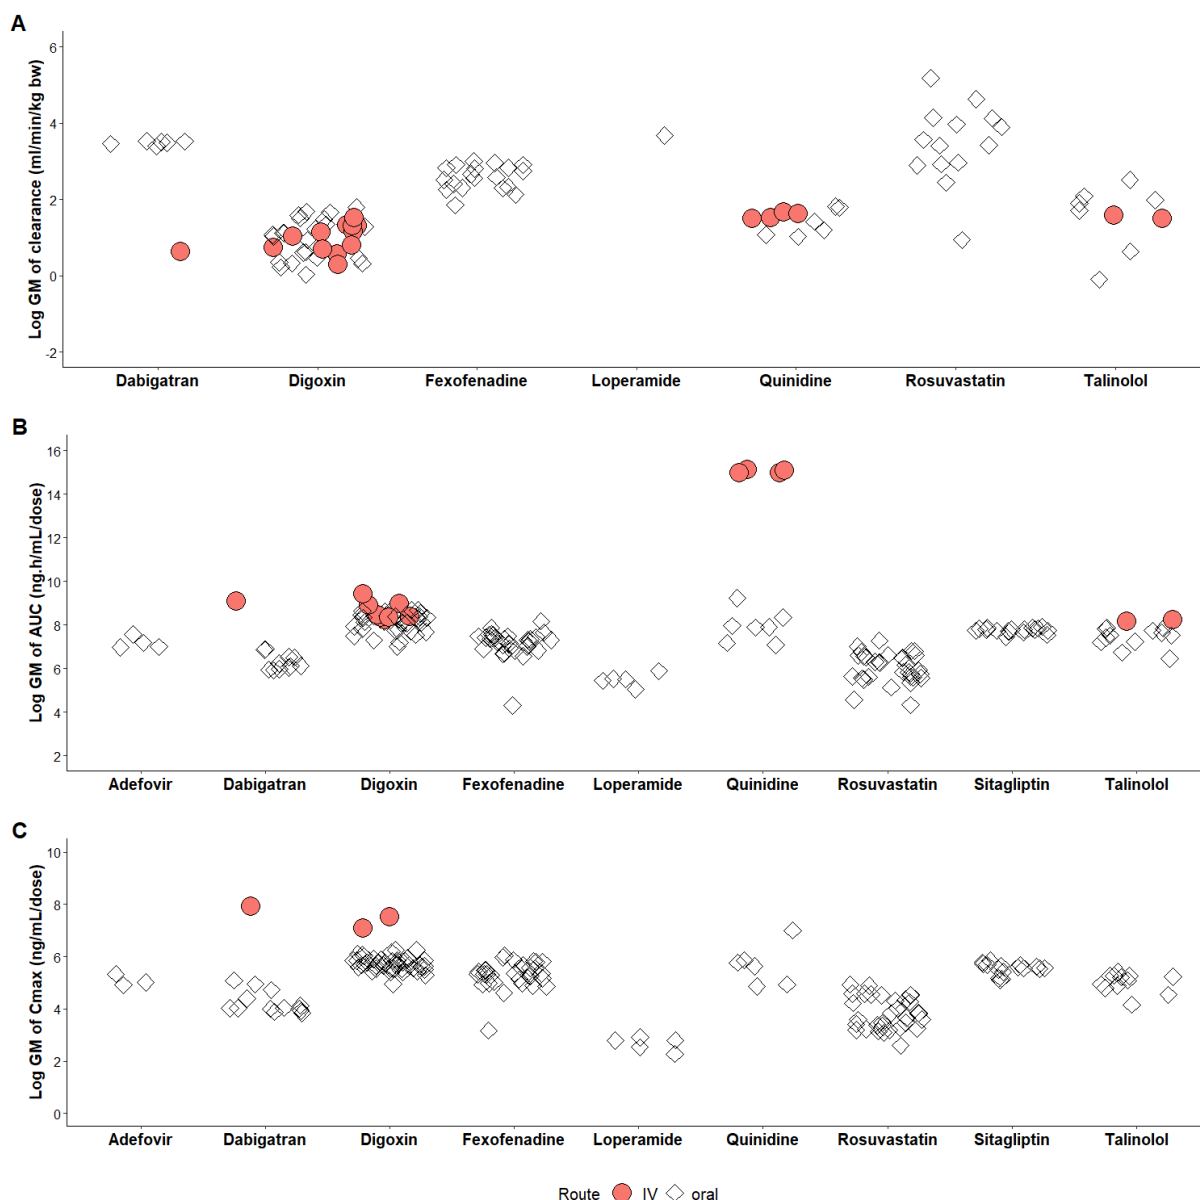 A
Log GM of clearance (ml/min/kg bw)
6
4
2
0
-2
Dabigatran Digoxin Fexofenadine Loperamide Quinidine Rosuvastatin Talinolol
B
Log GM of AUC (ng.h/mL/dose)
16
14
12
10
8
6
4
2
Adefovir Dabigatran Digoxin Fexofenadine Loperamide Quinidine Rosuvastatin Sitagliptin Talinolol
C
Log GM of Cmax (ng/mL/dose)
10
8
6
4
2
0
Adefovir Dabigatran Digoxin Fexofenadine Loperamide Quinidine Rosuvastatin Sitagliptin Talinolol
Route IV oral